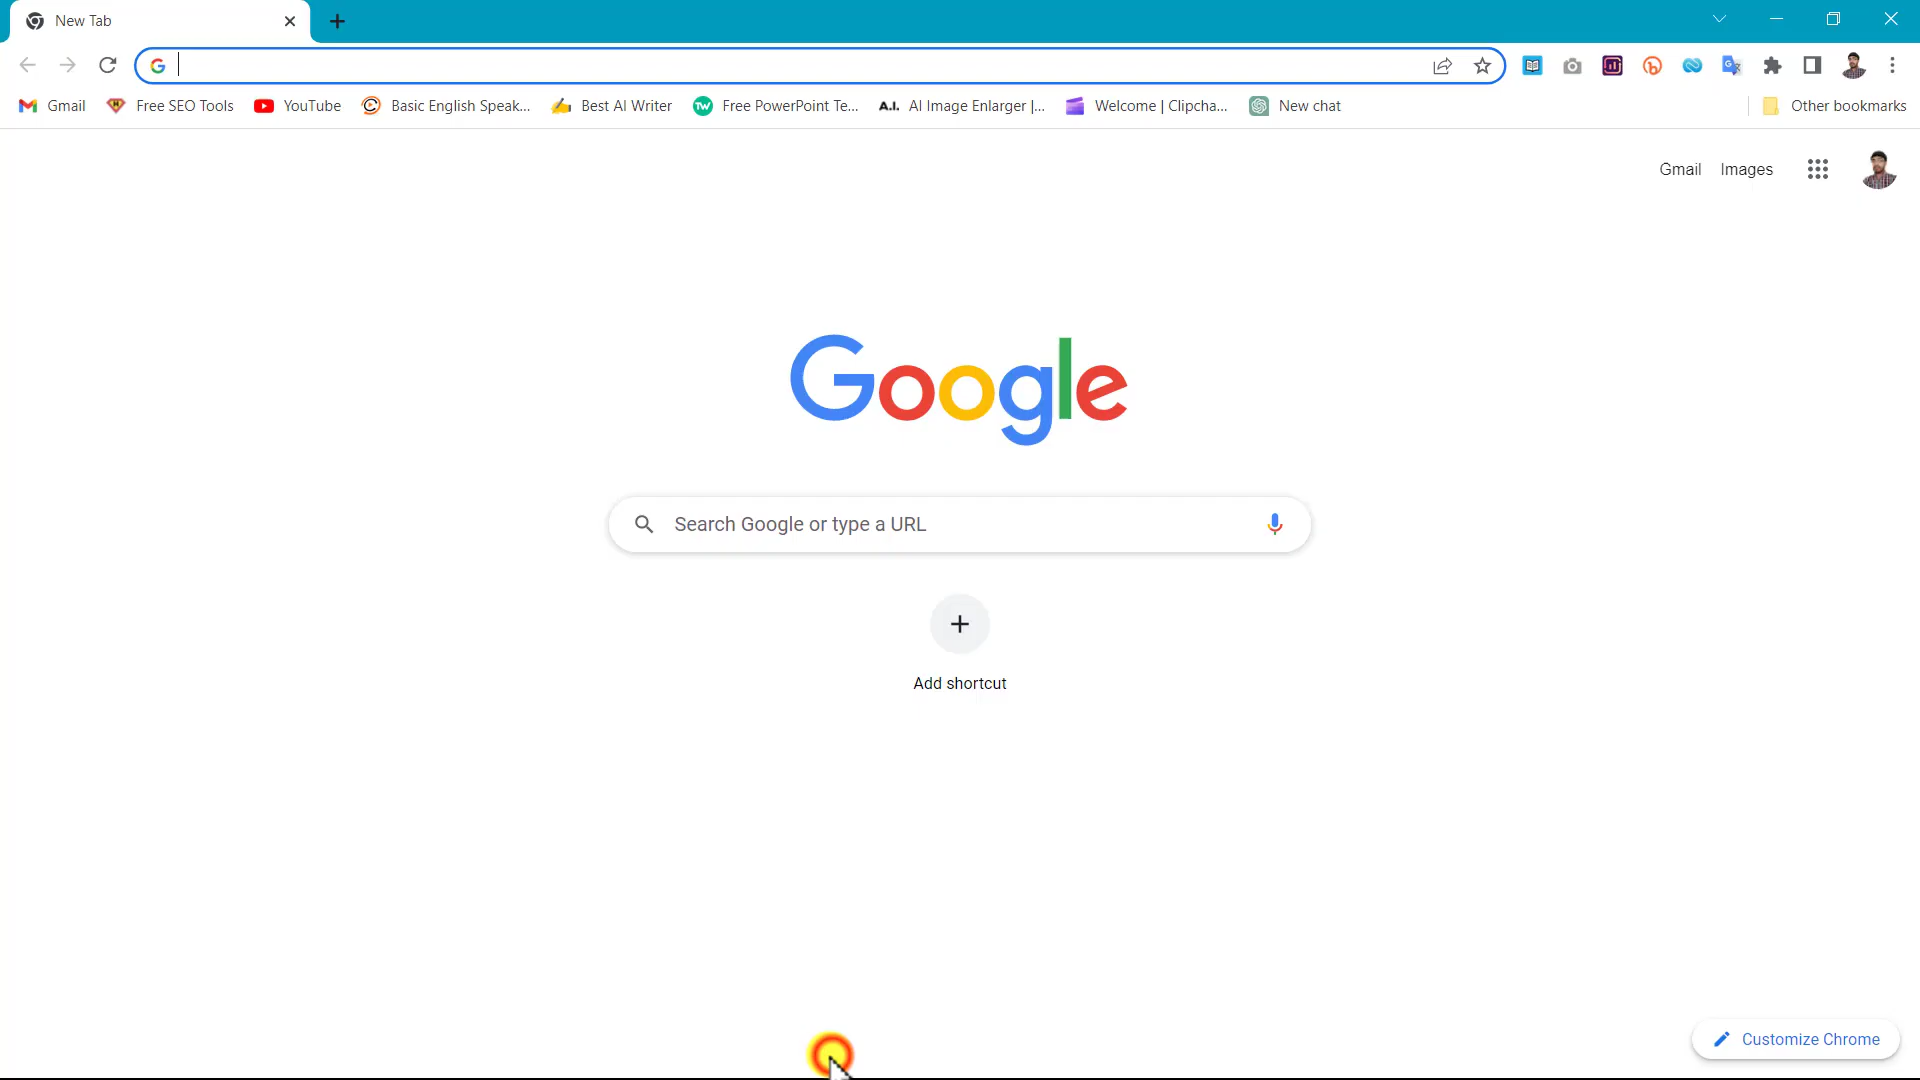 New Tab
Gmail Free SEO Tools YouTube Basic English Speak... Best AI Writer TW Free PowerPoint Te... A.I. AI Image Enlarger |... Welcome | Clipcha... New chat Other bookmarks
Gmail Images
Google
Search Google or type a URL
Add shortcut
Customize Chrome